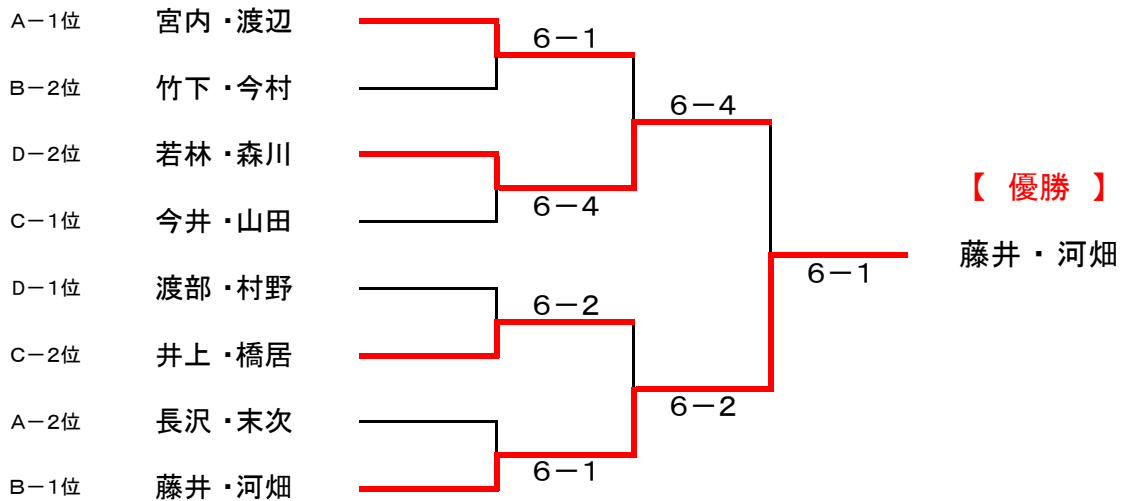 A－1位 宮内・渡辺
6－1
B－2位 竹下・今村
6－4
D－2位 若林・森川
【 優勝 】
6－4
C－1位 今井・山田
藤井・河畑
6－1
D－1位 渡部・村野
6－2
C－2位 井上・橋居
6－2
A－2位 長沢・末次
6－1
B－1位 藤井・河畑